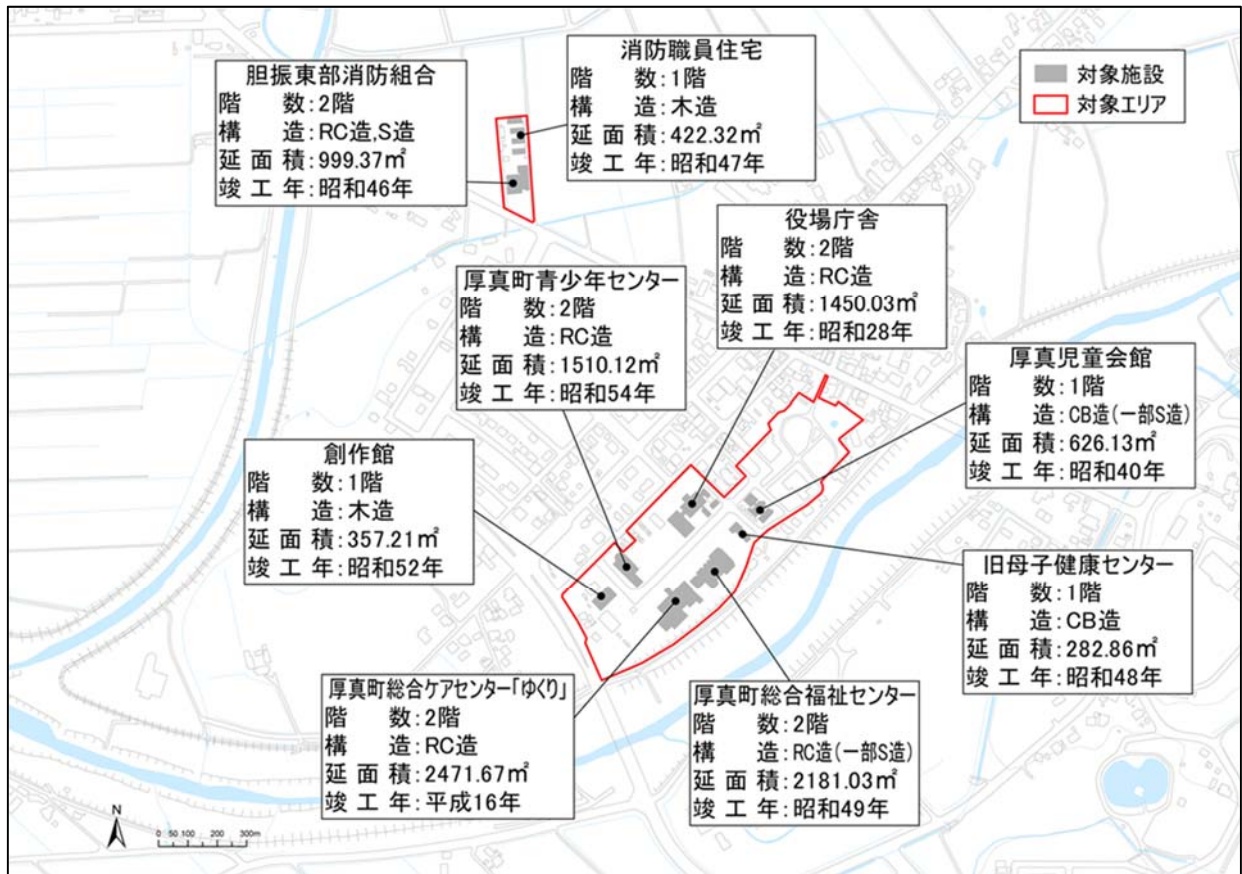 胆振東部消防組合
階数:2階
構造:RC造,S造
延面積:999.37㎡
竣工年:昭和46年
消防職員住宅
階数:1階
構造:木造
延面積:422.32㎡
竣工年:昭和47年
対象施設
対象エリア
役場庁舎
階数:2階
構造:RC造
延面積:1450.03㎡
竣工年:昭和28年
厚真町青少年センター
階数:2階
構造:RC造
延面積:1510.12㎡
竣工年:昭和54年
厚真児童会館
階数:1階
構造:CB造(一部S造)
延面積:626.13㎡
竣工年:昭和40年
創作館
階数:1階
構造:木造
延面積:357.21㎡
竣工年:昭和52年
旧母子健康センター
階数:1階
構造:CB造
延面積:282.86㎡
竣工年:昭和48年
厚真町総合ケアセンター「ゆくり」
階数:2階
構造:RC造
延面積:2471.67㎡
竣工年:平成16年
厚真町総合福祉センター
階数:2階
構造:RC造(一部S造)
延面積:2181.03㎡
竣工年:昭和49年
N
0 50 100 200 300m